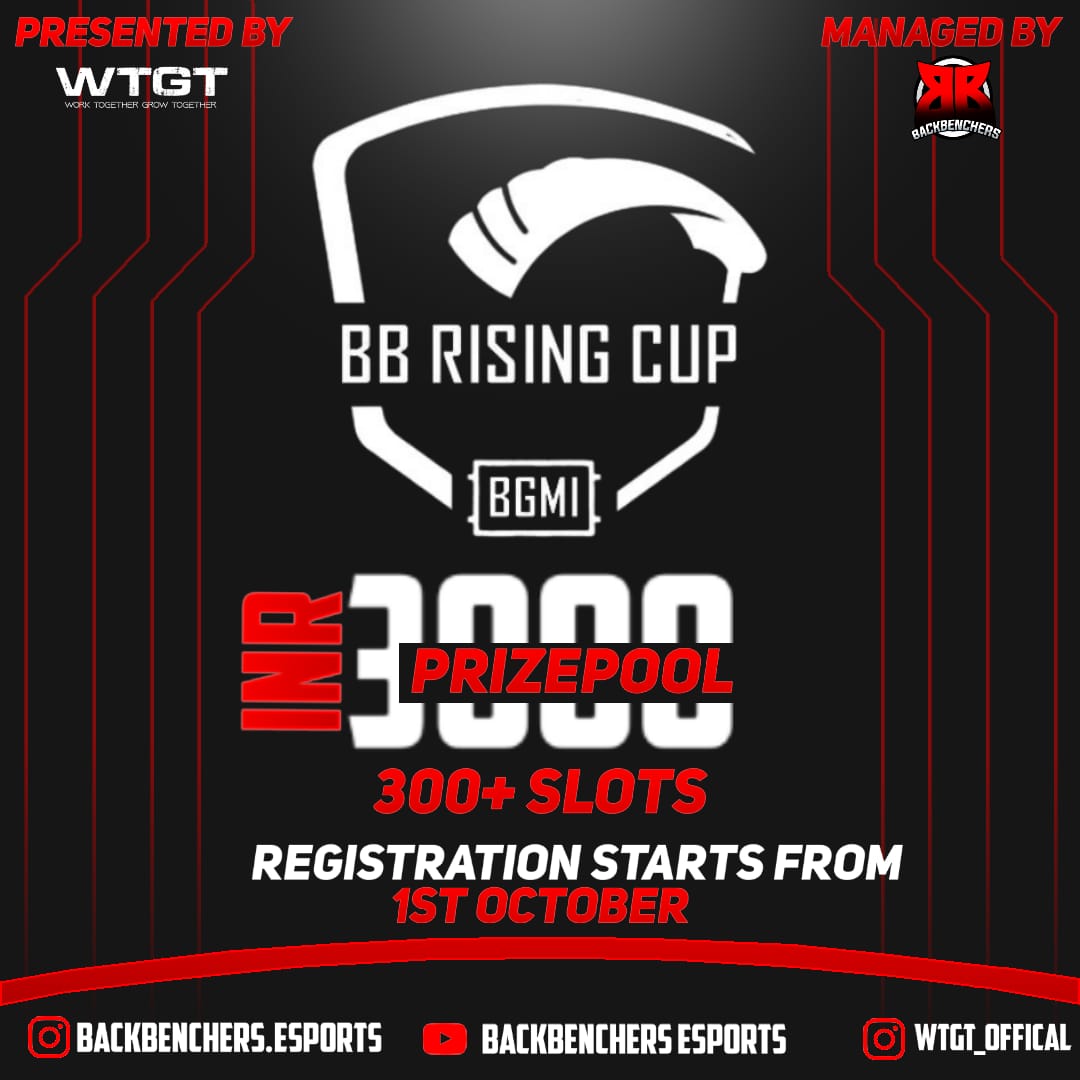 PRESENTED BY
WTGT
WORK TOGETHER GROW TOGETHER
MANAGED BY
BB
BACKBENCHERS
BB RISING CUP
BGMI
INR
3000
PRIZEPOOL
300+ SLOTS
REGISTRATION STARTS FROM
1ST OCTOBER
BACKBENCHERS.ESPORTS
BACKBENCHERS ESPORTS
WTGT_OFFICAL